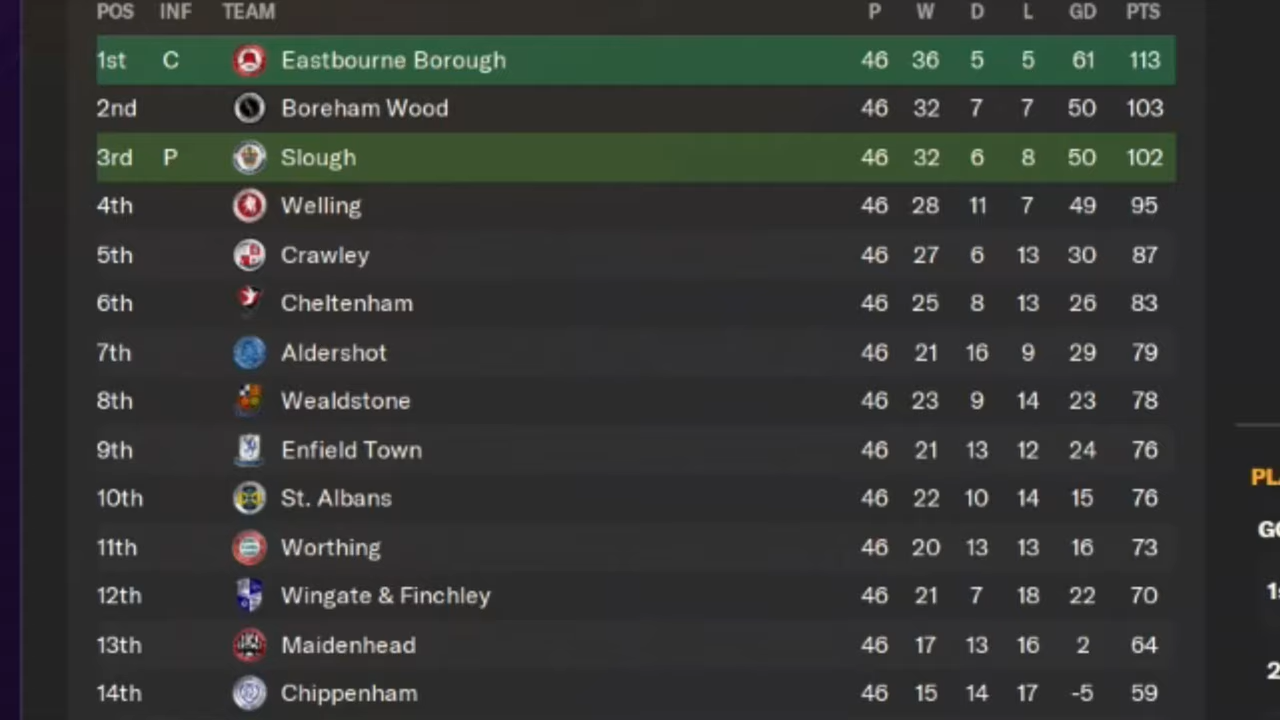 POS INF TEAM P W D L GD PTS
1st C Eastbourne Borough 46 36 5 5 61 113
2nd Boreham Wood 46 32 7 7 50 103
3rd P Slough 46 32 6 8 50 102
4th Welling 46 28 11 7 49 95
5th Crawley 46 27 6 13 30 87
6th Cheltenham 46 25 8 13 26 83
7th Aldershot 46 21 16 9 29 79
8th Wealdstone 46 23 9 14 23 78
9th Enfield Town 46 21 13 12 24 76
10th St. Albans 46 22 10 14 15 76
11th Worthing 46 20 13 13 16 73
12th Wingate & Finchley 46 21 7 18 22 70
13th Maidenhead 46 17 13 16 2 64
14th Chippenham 46 15 14 17 -5 59